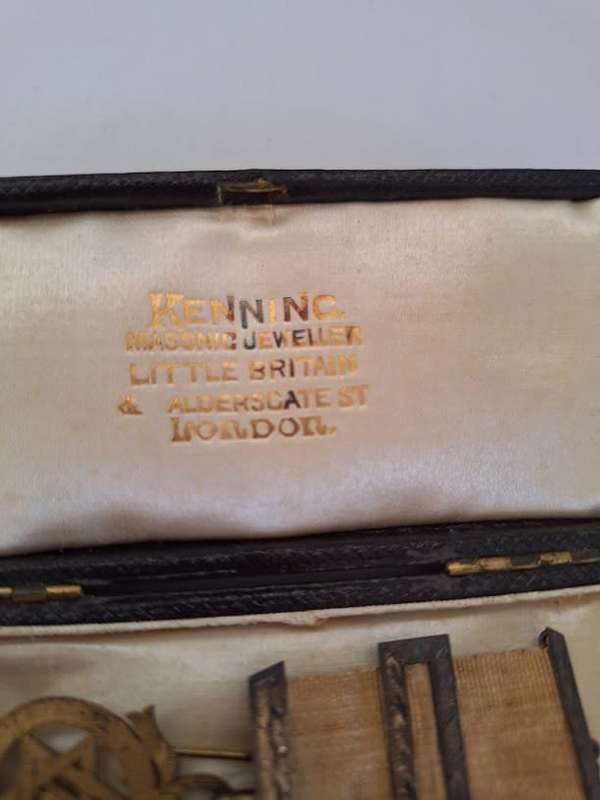 KENNING.
MASONIC JEWELLER
LITTLE BRITAIN
& ALDERSGATE ST
LONDON.